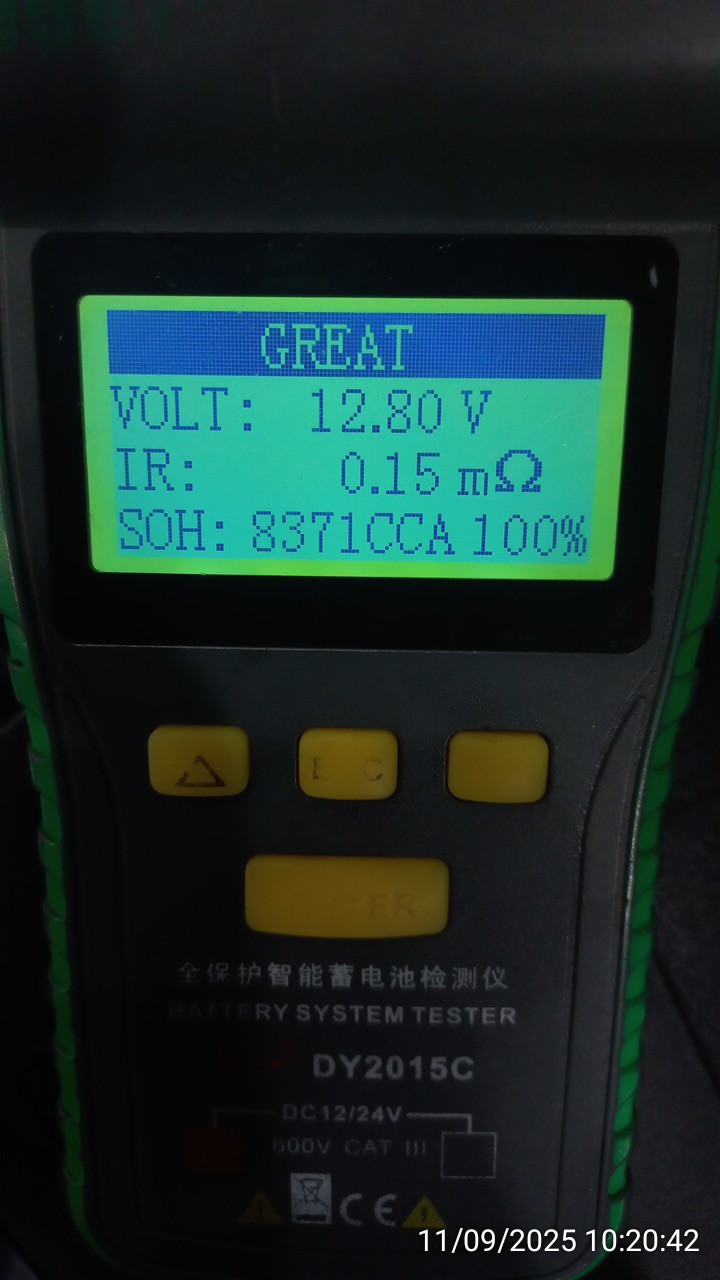 GREAT
VOLT: 12.80 V
IR: 0.15 mΩ
SOH: 8371CCA 100%
全保护智能蓄电池检测仪
BATTERY SYSTEM TESTER
DY2015C
DC12/24V
600V CAT III
CE
11/09/2025 10:20:42